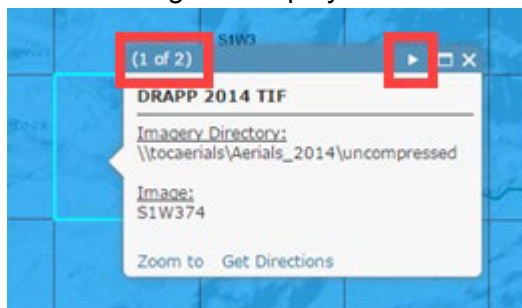 S1W3
(1 of 2)
DRAPP 2014 TIF
Imagery Directory:
\\tocaerials\Aerials_2014\uncompressed
Image:
S1W374
Zoom to Get Directions